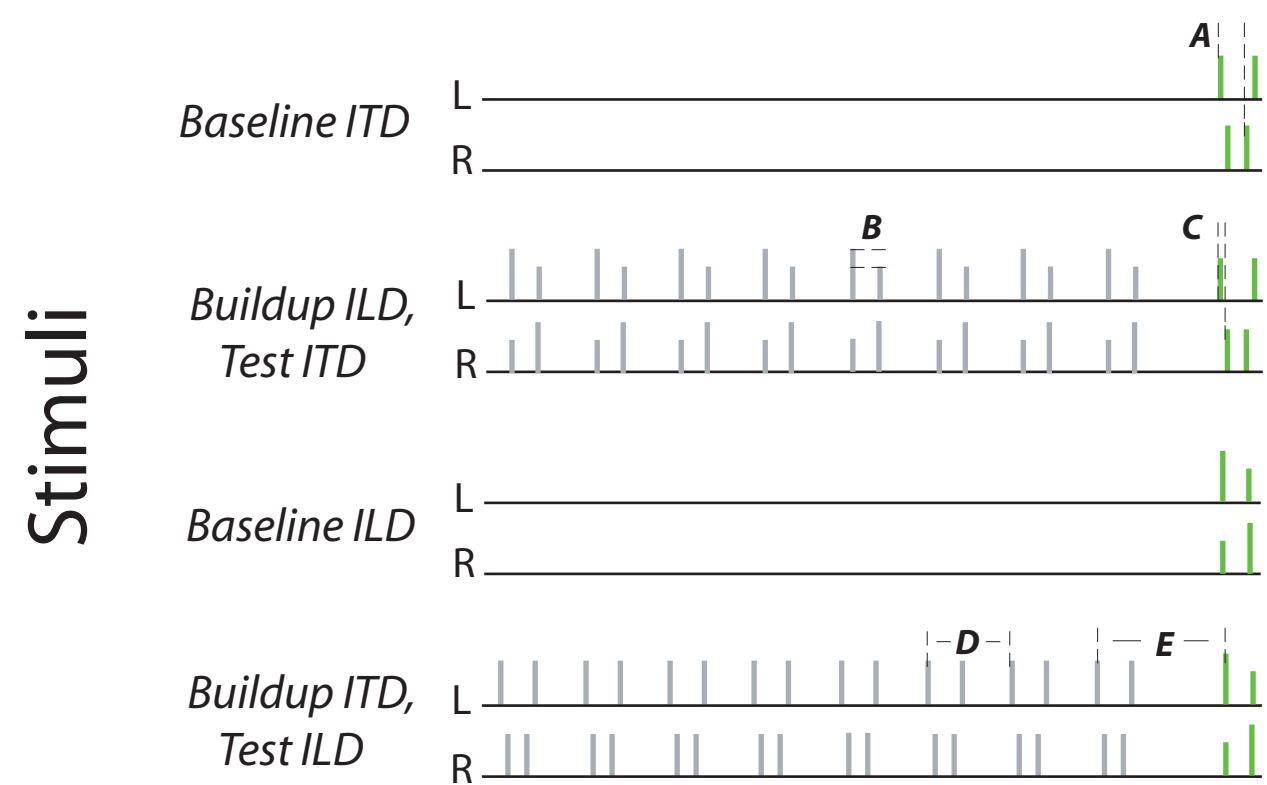 Stimuli
A
Baseline ITD
L
R
B
C
Buildup ILD,
Test ITD
L
R
Baseline ILD
L
R
D
E
Buildup ITD,
Test ILD
L
R